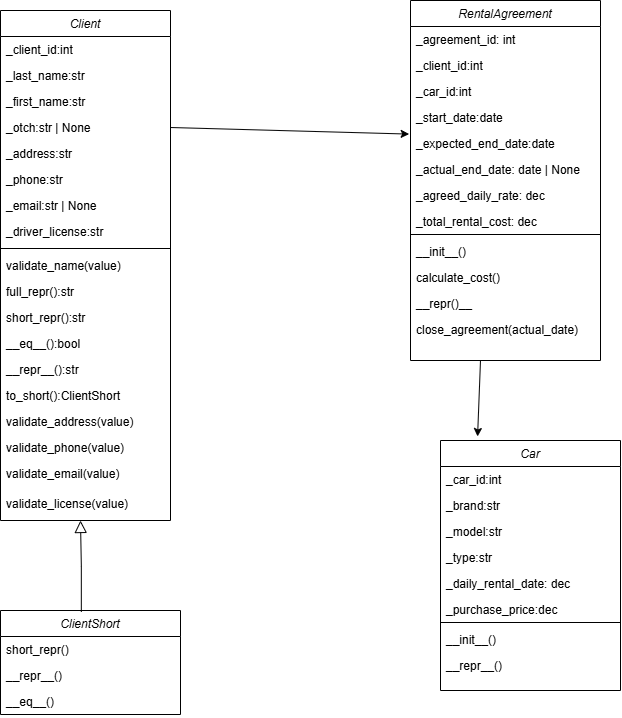 Client
_client_id:int
_last_name:str
_first_name:str
_otch:str | None
_address:str
_phone:str
_email:str | None
_driver_license:str
validate_name(value)
full_repr():str
short_repr():str
__eq__():bool
__repr__():str
to_short():ClientShort
validate_address(value)
validate_phone(value)
validate_email(value)
validate_license(value)
ClientShort
short_repr()
__repr__()
__eq__()
RentalAgreement
_agreement_id: int
_client_id:int
_car_id:int
_start_date:date
_expected_end_date:date
_actual_end_date: date | None
_agreed_daily_rate: dec
_total_rental_cost: dec
__init__()
calculate_cost()
__repr()__
close_agreement(actual_date)
Car
_car_id:int
_brand:str
_model:str
_type:str
_daily_rental_date: dec
_purchase_price:dec
__init__()
__repr__()